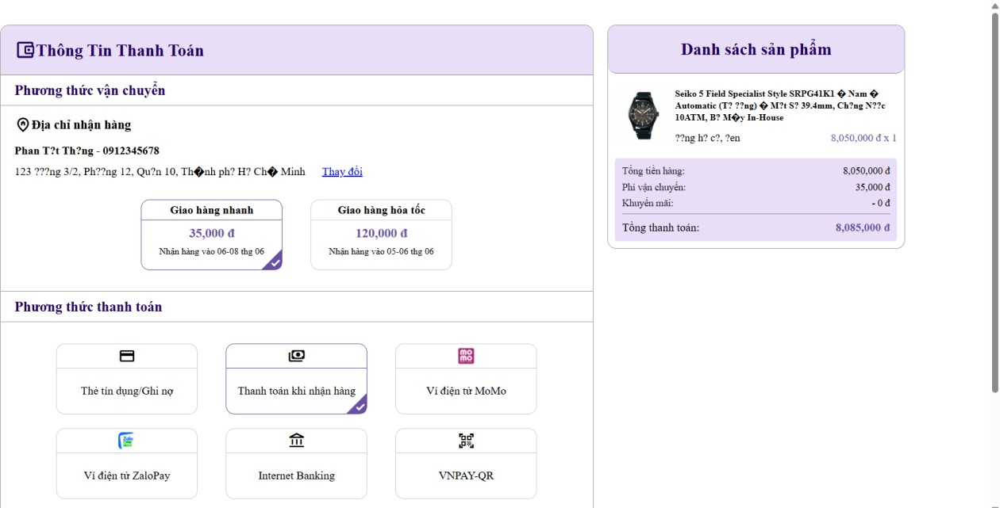 Thông Tin Thanh Toán
Phương thức vận chuyển
Địa chỉ nhận hàng
Phan T?t Th?ng - 0912345678
123 ???ng 3/2, Ph??ng 12, Qu?n 10, Th�nh ph? H? Ch� Minh Thay đổi
Giao hàng nhanh
35,000 đ
Nhận hàng vào 06-08 thg 06
Giao hàng hỏa tốc
120,000 đ
Nhận hàng vào 05-06 thg 06
Phương thức thanh toán
Thẻ tín dụng/Ghi nợ
Thanh toán khi nhận hàng
mo
mo
Ví điện tử MoMo
Zalo
Pay
Ví điện tử ZaloPay
Internet Banking
VNPAY-QR
Danh sách sản phẩm
Seiko 5 Field Specialist Style SRPG41K1 � Nam �
Automatic (T? ??ng) � M?t S? 39.4mm, Ch?ng N??c
10ATM, B? M�y In-House
??ng h? c?, ?en 8,050,000 đ x 1
Tổng tiền hàng: 8,050,000 đ
Phí vận chuyển: 35,000 đ
Khuyến mãi: - 0 đ
Tổng thanh toán: 8,085,000 đ